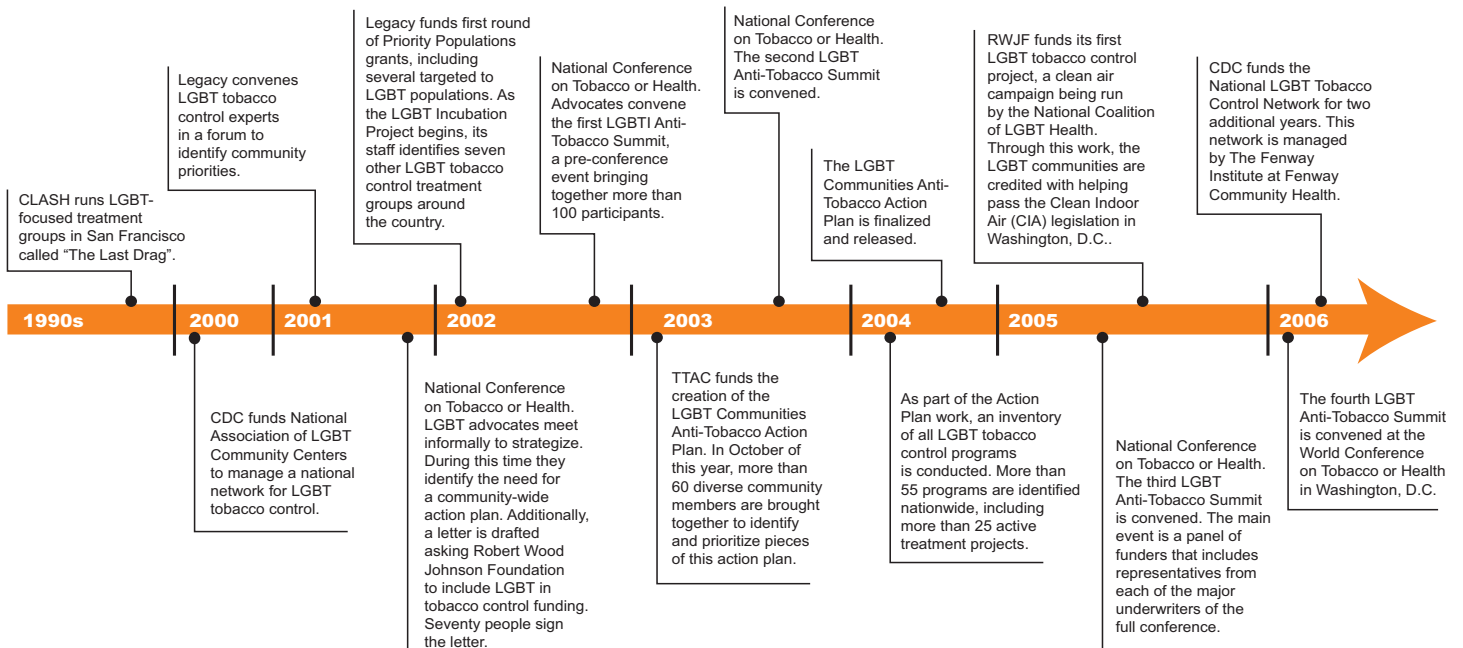 CLASH runs LGBT-
focused treatment
groups in San Francisco
called “The Last Drag”.
Legacy convenes
LGBT tobacco
control experts
in a forum to
identify community
priorities.
Legacy funds first round
of Priority Populations
grants, including
several targeted to
LGBT populations. As
the LGBT Incubation
Project begins, its
staff identifies seven
other LGBT tobacco
control treatment
groups around
the country.
National Conference
on Tobacco or Health.
Advocates convene
the first LGBTI Anti-
Tobacco Summit,
a pre-conference
event bringing
together more than
100 participants.
National Conference
on Tobacco or Health.
The second LGBT
Anti-Tobacco Summit
is convened.
The LGBT
Communities Anti-
Tobacco Action
Plan is finalized
and released.
RWJF funds its first
LGBT tobacco control
project, a clean air
campaign being run
by the National Coalition
of LGBT Health.
Through this work, the
LGBT communities are
credited with helping
pass the Clean Indoor
Air (CIA) legislation in
Washington, D.C..
CDC funds the
National LGBT Tobacco
Control Network for two
additional years. This
network is managed
by The Fenway
Institute at Fenway
Community Health.
1990s
2000
2001
2002
2003
2004
2005
2006
CDC funds National
Association of LGBT
Community Centers
to manage a national
network for LGBT
tobacco control.
National Conference
on Tobacco or Health.
LGBT advocates meet
informally to strategize.
During this time they
identify the need for
a community-wide
action plan. Additionally,
a letter is drafted
asking Robert Wood
Johnson Foundation
to include LGBT in
tobacco control funding.
Seventy people sign
the letter.
TTAC funds the
creation of the
LGBT Communities
Anti-Tobacco Action
Plan. In October of
this year, more than
60 diverse community
members are brought
together to identify
and prioritize pieces
of this action plan.
As part of the Action
Plan work, an inventory
of all LGBT tobacco
control programs
is conducted. More than
55 programs are identified
nationwide, including
more than 25 active
treatment projects.
National Conference
on Tobacco or Health.
The third LGBT
Anti-Tobacco Summit
is convened. The main
event is a panel of
funders that includes
representatives from
each of the major
underwriters of the
full conference.
The fourth LGBT
Anti-Tobacco Summit
is convened at the
World Conference
on Tobacco or Health
in Washington, D.C.